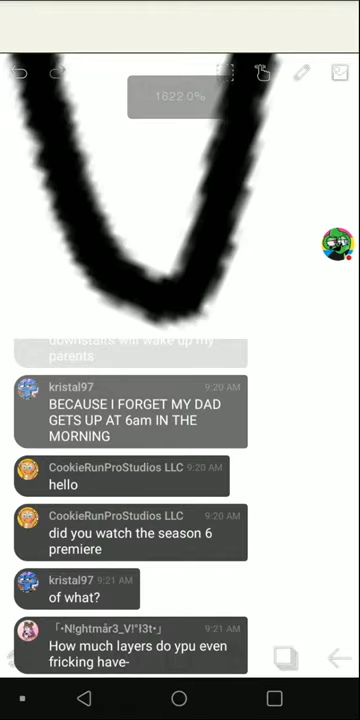 1622.0%
downstairs will wake up my
parents
kristal97 9:20 AM
BECAUSE I FORGET MY DAD
GETS UP AT 6am IN THE
MORNING
CookieRunProStudios LLC 9:20 AM
hello
CookieRunProStudios LLC 9:20 AM
did you watch the season 6
premiere
kristal97 9:21 AM
of what?
「•N!ghtmår3_V!°l3t•」 9:21 AM
How much layers do ypu even
fricking have-